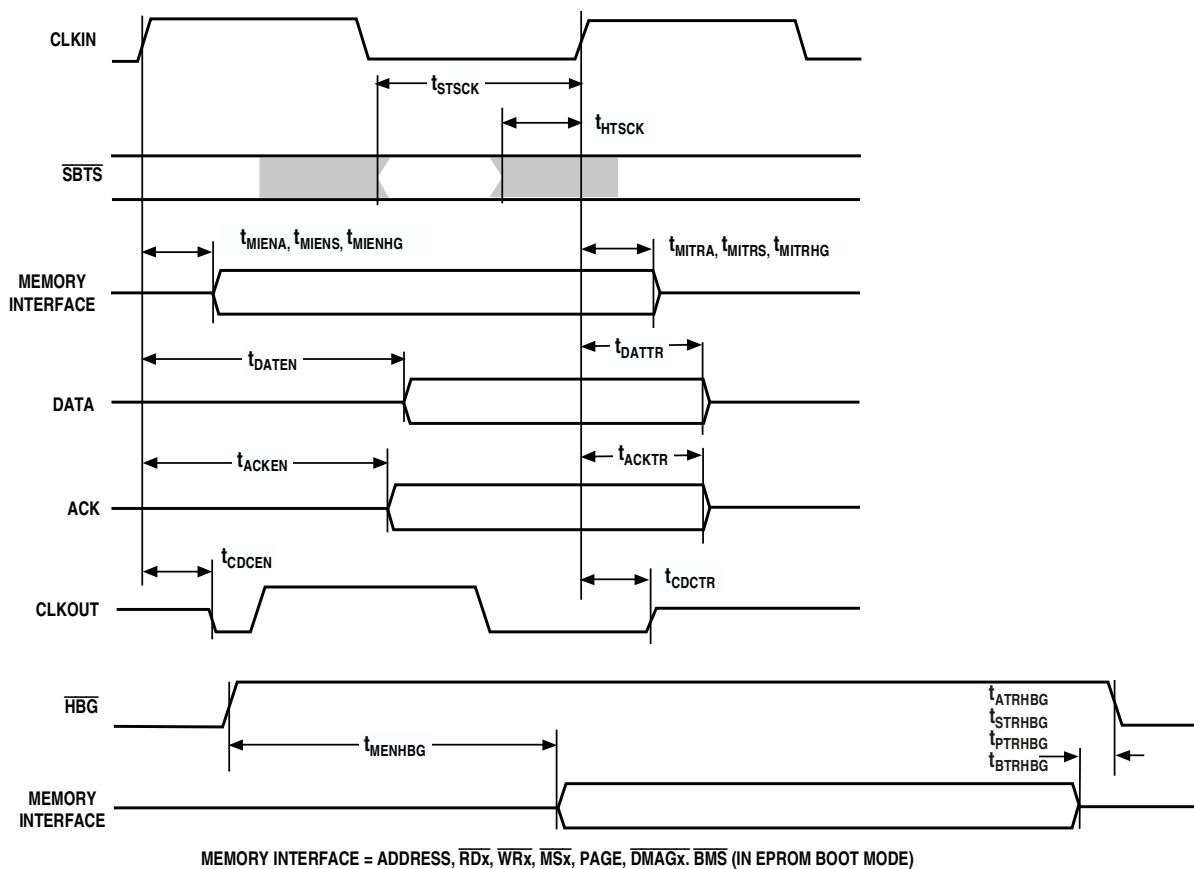 CLKIN
tSTSCK
tHTSCK
SBTS
tMIENA, tMIENS, tMIENHG
tMITRA, tMITRS, tMITRHG
MEMORY
INTERFACE
tDATEN
tDATTR
DATA
tACKEN
tACKTR
ACK
tCDCEN
tCDCTR
CLKOUT
HBG
tATRHBG
tSTRHBG
tPTRHBG
tBTRHBG
tMENHBG
MEMORY
INTERFACE
MEMORY INTERFACE = ADDRESS, RDx, WRx, MSx, PAGE, DMAGx. BMS (IN EPROM BOOT MODE)